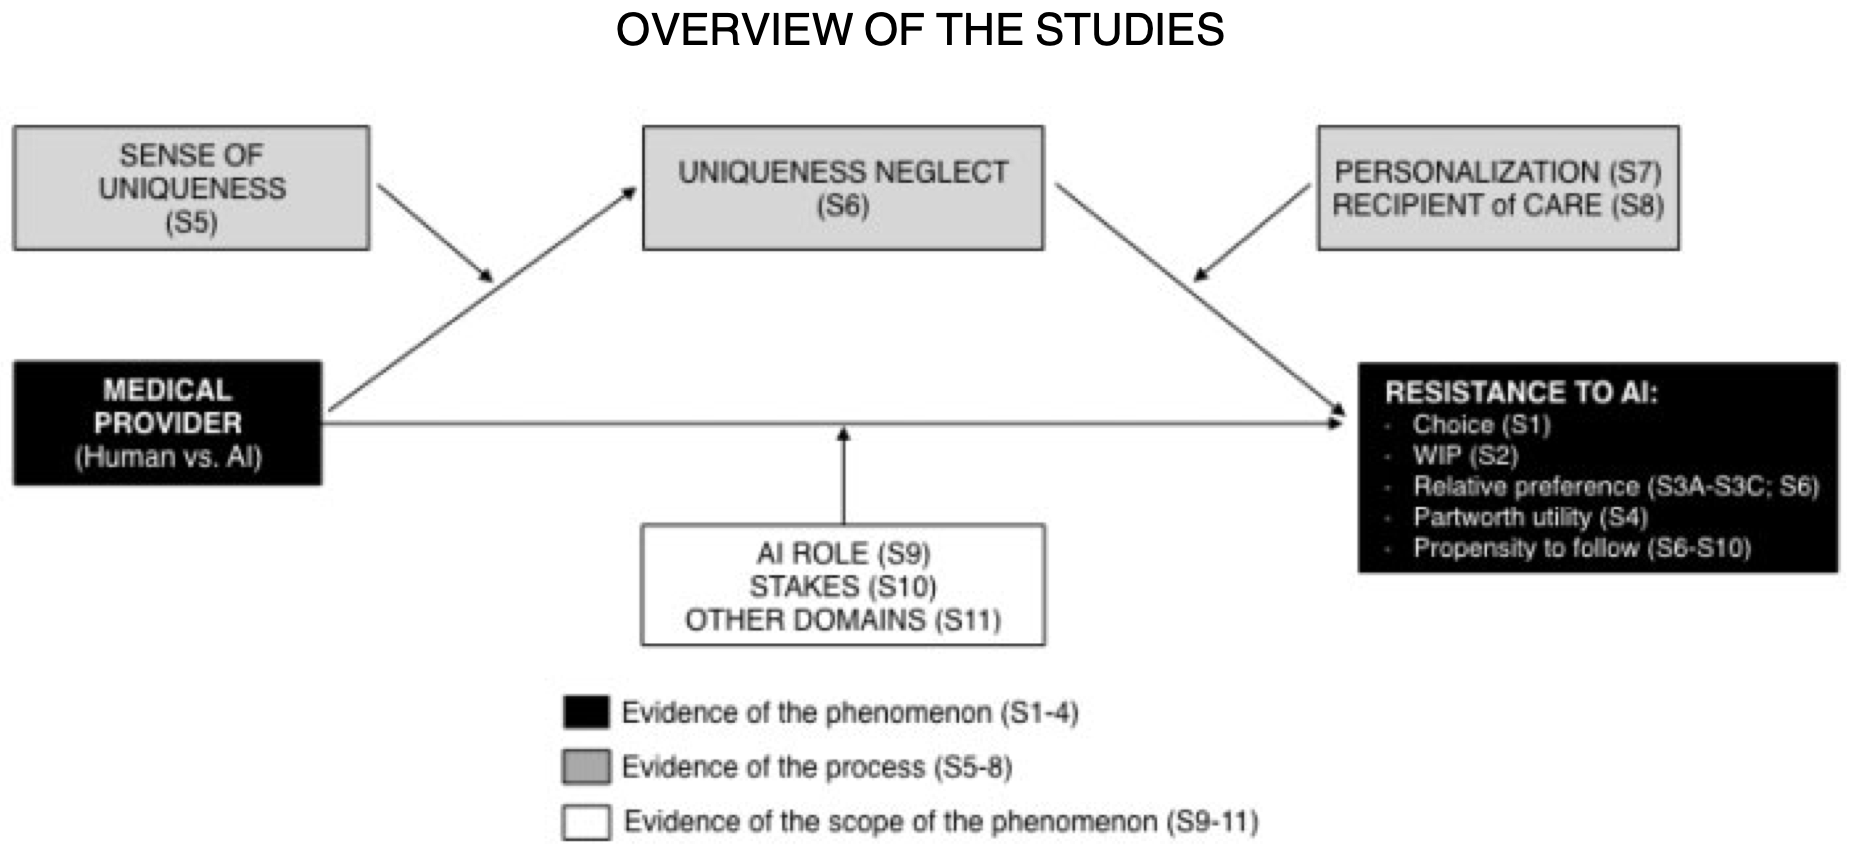 OVERVIEW OF THE STUDIES
SENSE OF
UNIQUENESS
(S5)
UNIQUENESS NEGLECT
(S6)
PERSONALIZATION (S7)
RECIPIENT of CARE (S8)
MEDICAL
PROVIDER
(Human vs. AI)
RESISTANCE TO AI:
- Choice (S1)
- WIP (S2)
- Relative preference (S3A-S3C; S6)
- Partworth utility (S4)
- Propensity to follow (S6-S10)
AI ROLE (S9)
STAKES (S10)
OTHER DOMAINS (S11)
Evidence of the phenomenon (S1-4)
Evidence of the process (S5-8)
Evidence of the scope of the phenomenon (S9-11)